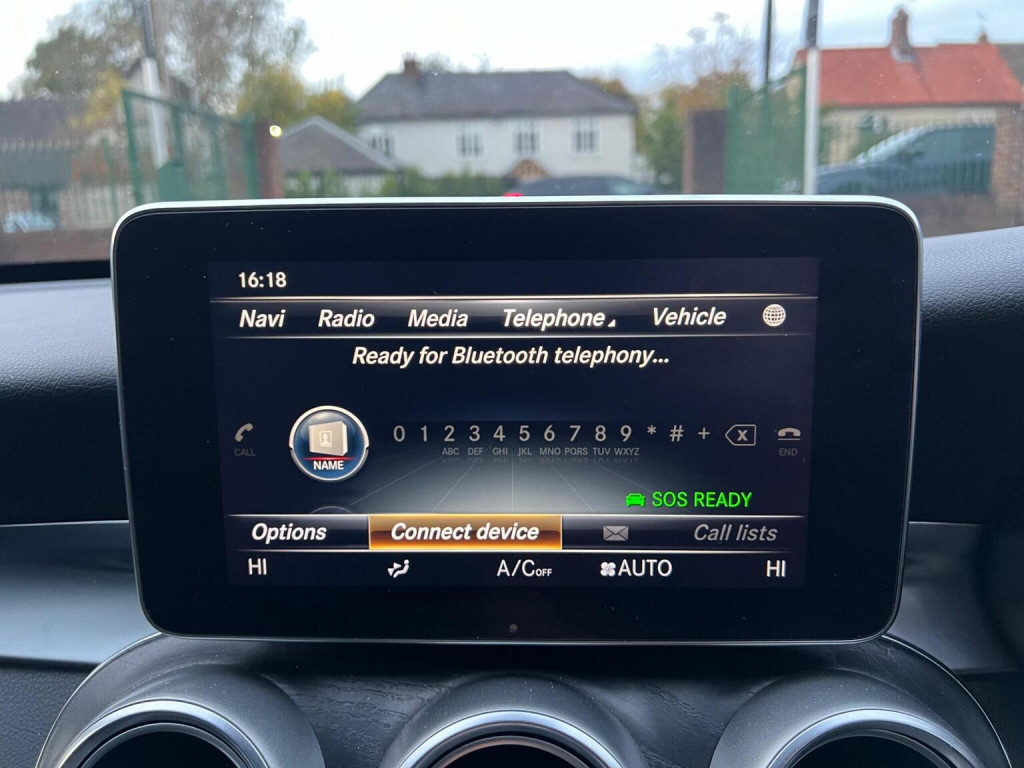 16:18
Navi Radio Media Telephone Vehicle
Ready for Bluetooth telephony...
CALL NAME 0 1 2 3 4 5 6 7 8 9 * # + X END
ABC DEF GHI JKL MNO PQRS TUV WXYZ
SOS READY
Options Connect device Call lists
HI A/C OFF AUTO HI